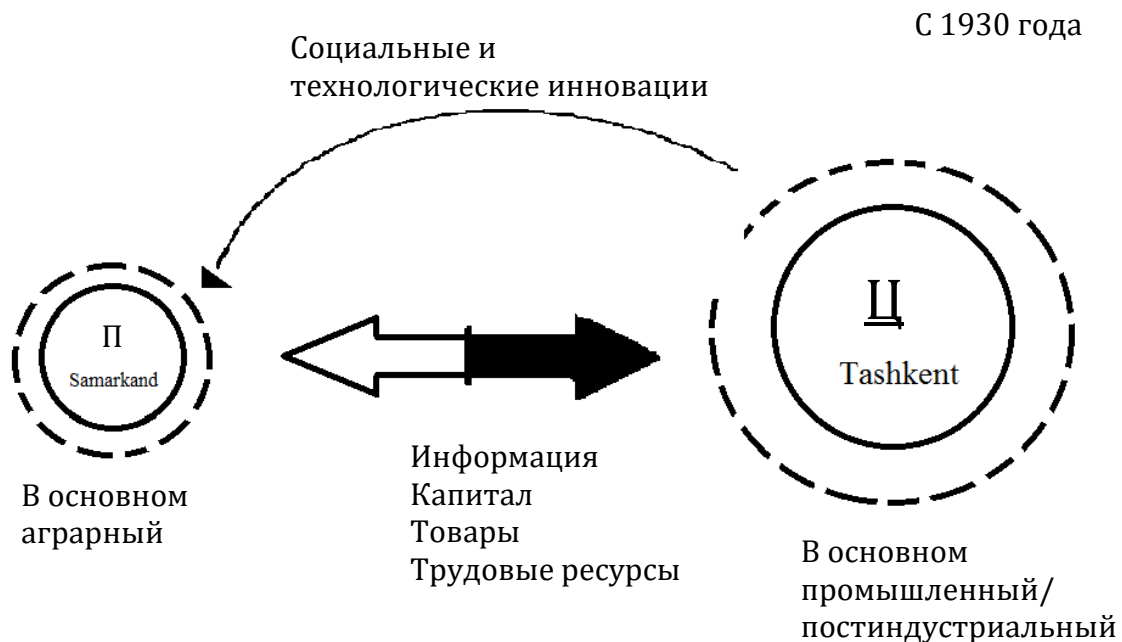 С 1930 года
Социальные и
технологические инновации
П
Samarkand
Ц
Tashkent
Информация
Капитал
Товары
Трудовые ресурсы
В основном
аграрный
В основном
промышленный/
постиндустриальный